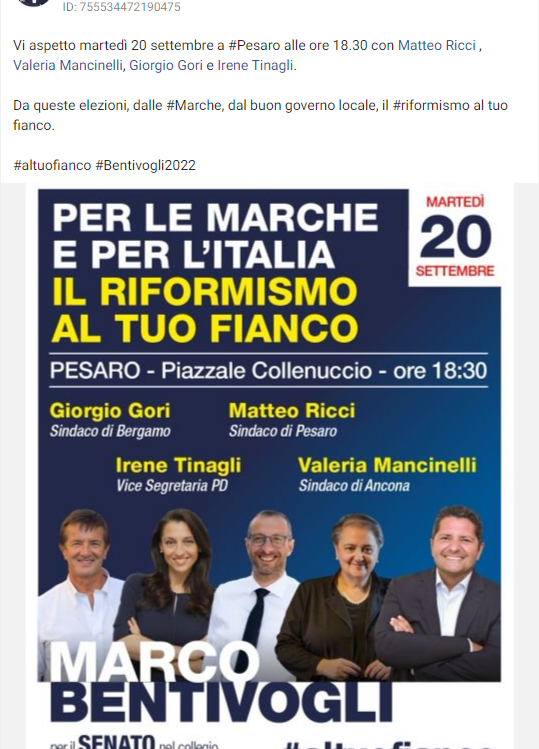 ID: 755534472190475
Vi aspetto martedì 20 settembre a #Pesaro alle ore 18.30 con Matteo Ricci ,
Valeria Mancinelli, Giorgio Gori e Irene Tinagli.
Da queste elezioni, dalle #Marche, dal buon governo locale, il #riformismo al tuo
fianco.
#altuofianco #Bentivogli2022
PER LE MARCHE
E PER L'ITALIA
IL RIFORMISMO
AL TUO FIANCO
MARTEDÌ
20
SETTEMBRE
PESARO - Piazzale Collenuccio - ore 18:30
Giorgio Gori
Sindaco di Bergamo
Matteo Ricci
Sindaco di Pesaro
Irene Tinagli
Vice Segretaria PD
Valeria Mancinelli
Sindaco di Ancona
MARCO
BENTIVOGLI
per il SENATO nel collegio
#altuofianco